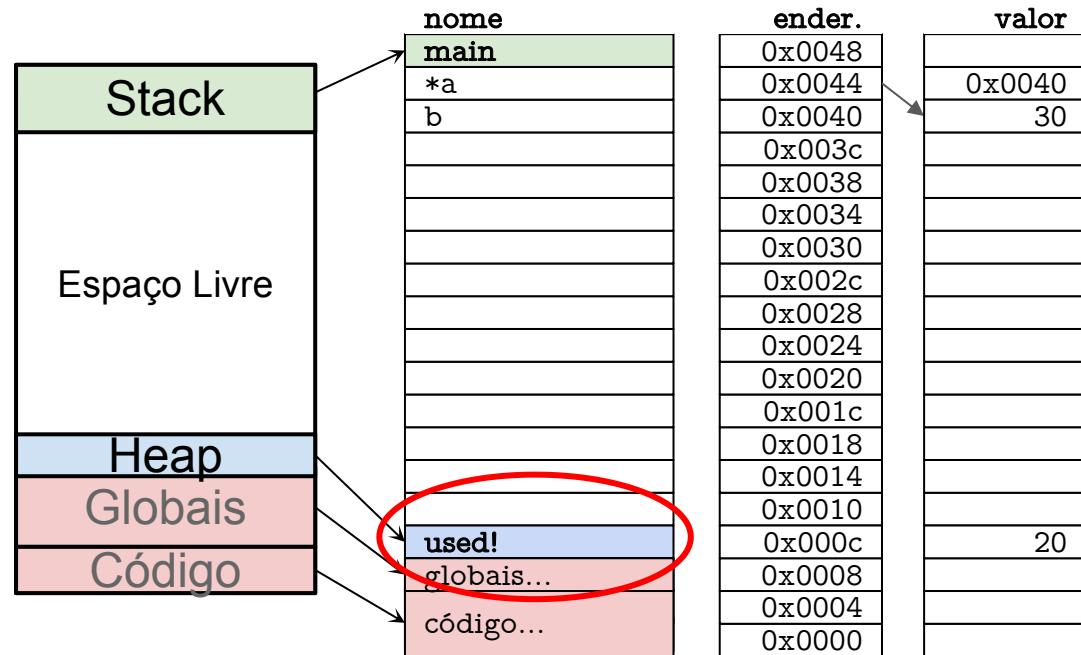 nome ender. valor
main 0x0048
*a 0x0044 0x0040
b 0x0040 30
0x003c
0x0038
0x0034
0x0030
0x002c
0x0028
0x0024
0x0020
0x001c
0x0018
0x0014
0x0010
used! 0x000c 20
globais... 0x0008
código... 0x0004
0x0000
Stack
Espaço Livre
Heap
Globais
Código